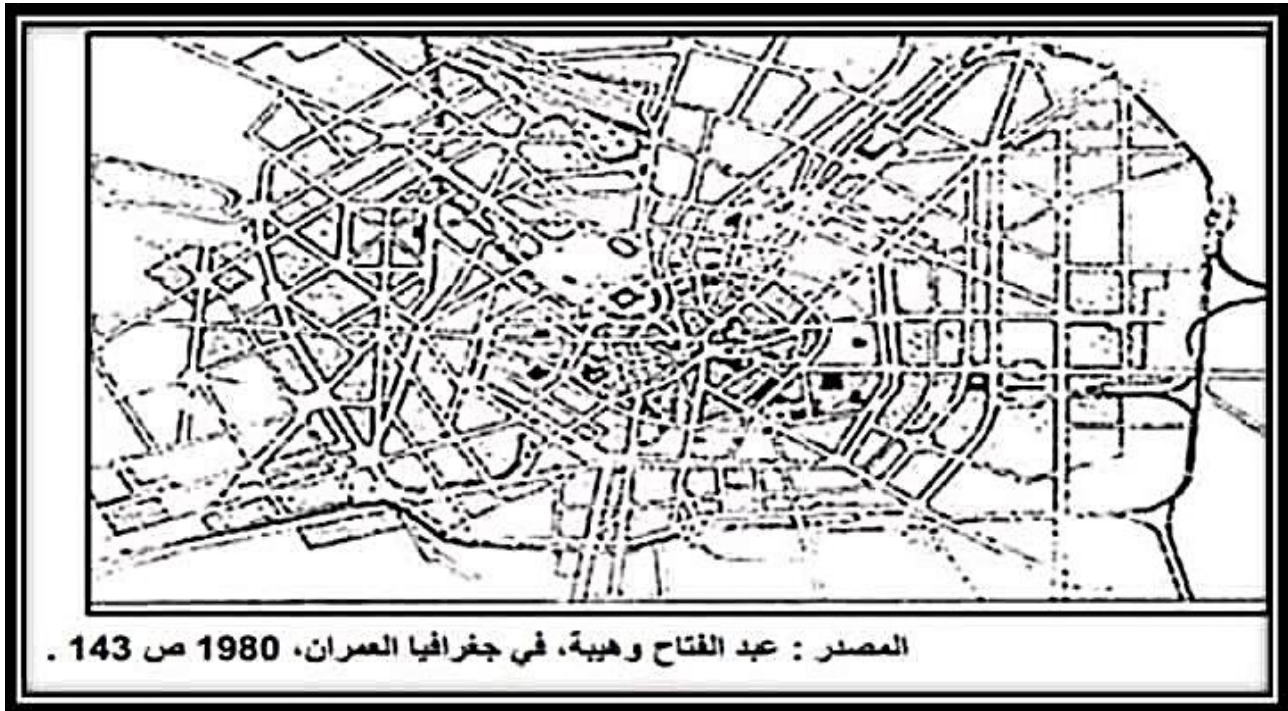 المصدر : عبد الفتاح وهيبة، في جغرافيا العمران، 1980 ص 143 .